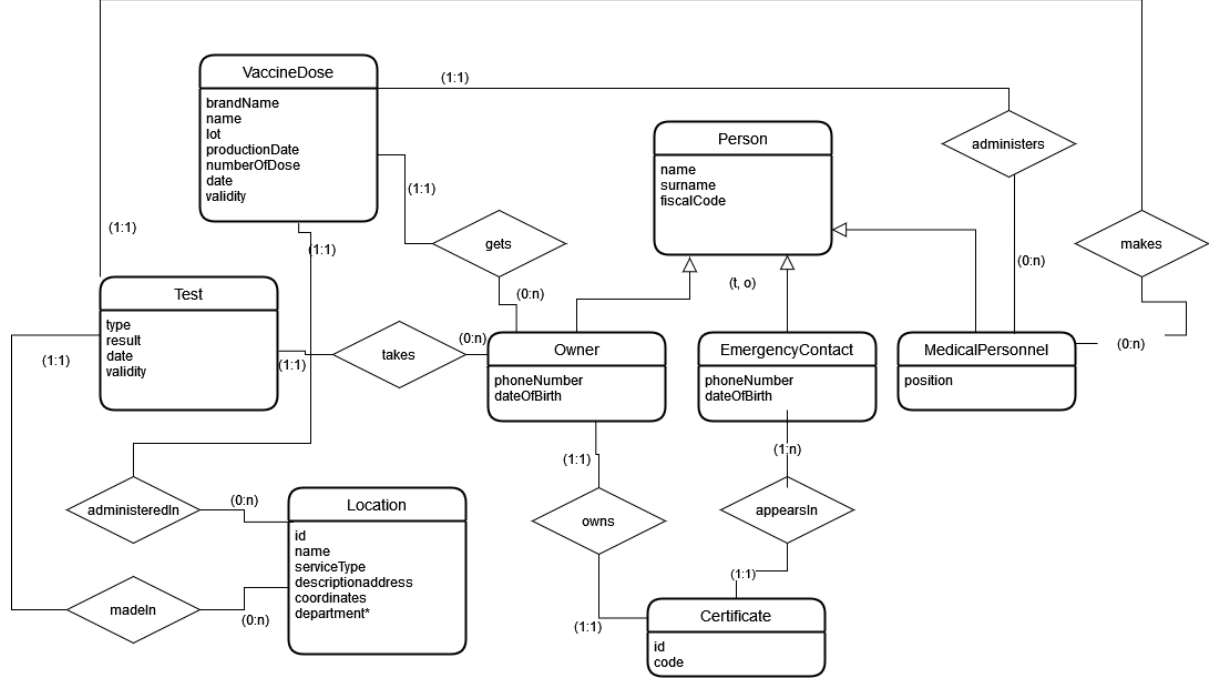 VaccineDose
(1:1)
brandName
name
lot
productionDate
numberOfDose
date
validity
Person
name
surname
fiscalCode
administers
(1:1)
(1:1)
(1:1)
gets
makes
(0:n)
(t, o)
(0:n)
Test
type
result
date
validity
(1:1)
(1:1)
takes
(0:n)
Owner
phoneNumber
dateOfBirth
EmergencyContact
phoneNumber
dateOfBirth
MedicalPersonnel
position
(0:n)
(1:1)
(1:n)
administeredIn
(0:n)
Location
id
name
serviceType
descriptionaddress
coordinates
department*
owns
appearsIn
madeIn
(0:n)
(1:1)
(1:1)
Certificate
id
code